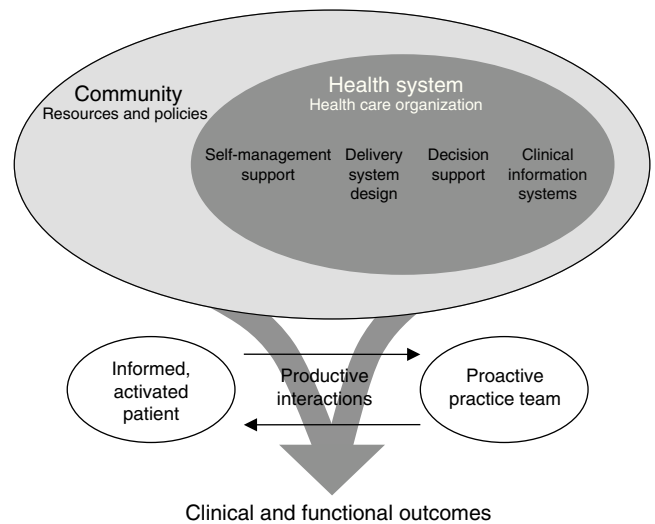 Community
Resources and policies
Health system
Health care organization
Self-management
support
Delivery
system
design
Decision
support
Clinical
information
systems
Informed,
activated
patient
Productive
interactions
Proactive
practice team
Clinical and functional outcomes